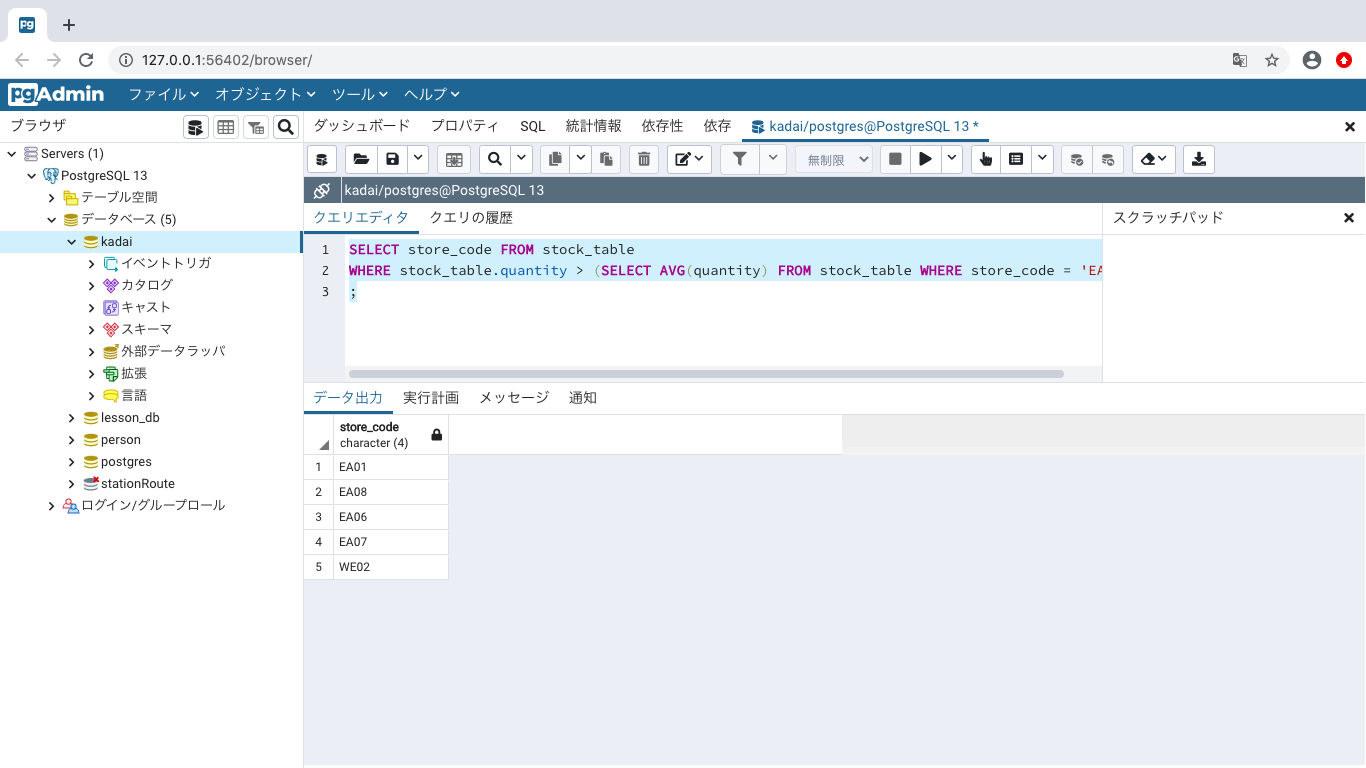 pg
127.0.0.1:56402/browser/
pgAdmin ファイル オブジェクト ツール ヘルプ
ブラウザ
ダッシュボード プロパティ SQL 統計情報 依存性 依存 kadai/postgres@PostgreSQL 13 *
Servers (1)
PostgreSQL 13
テーブル空間
データベース (5)
kadai
イベントトリガ
カタログ
キャスト
スキーマ
外部データラッパ
拡張
言語
lesson_db
person
postgres
stationRoute
ログイン/グループロール
無制限
kadai/postgres@PostgreSQL 13
クエリエディタ クエリの履歴
スクラッチパッド
1 SELECT store_code FROM stock_table
2 WHERE stock_table.quantity > (SELECT AVG(quantity) FROM stock_table WHERE store_code = 'EA
3 ;
データ出力 実行計画 メッセージ 通知
store_code
character (4)
1 EA01
2 EA08
3 EA06
4 EA07
5 WE02